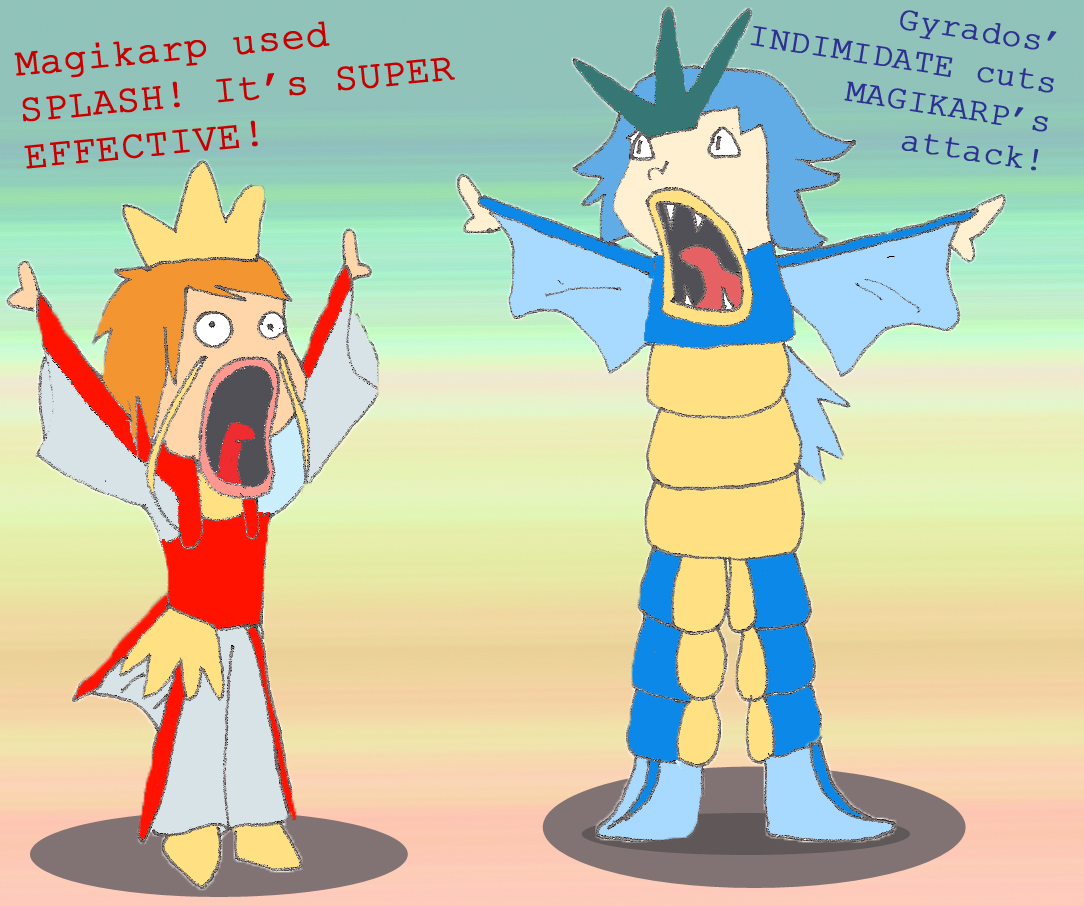 Magikarp used
SPLASH! It's SUPER
EFFECTIVE!
Gyrados'
INDIMIDATE cuts
MAGIKARP's
attack!